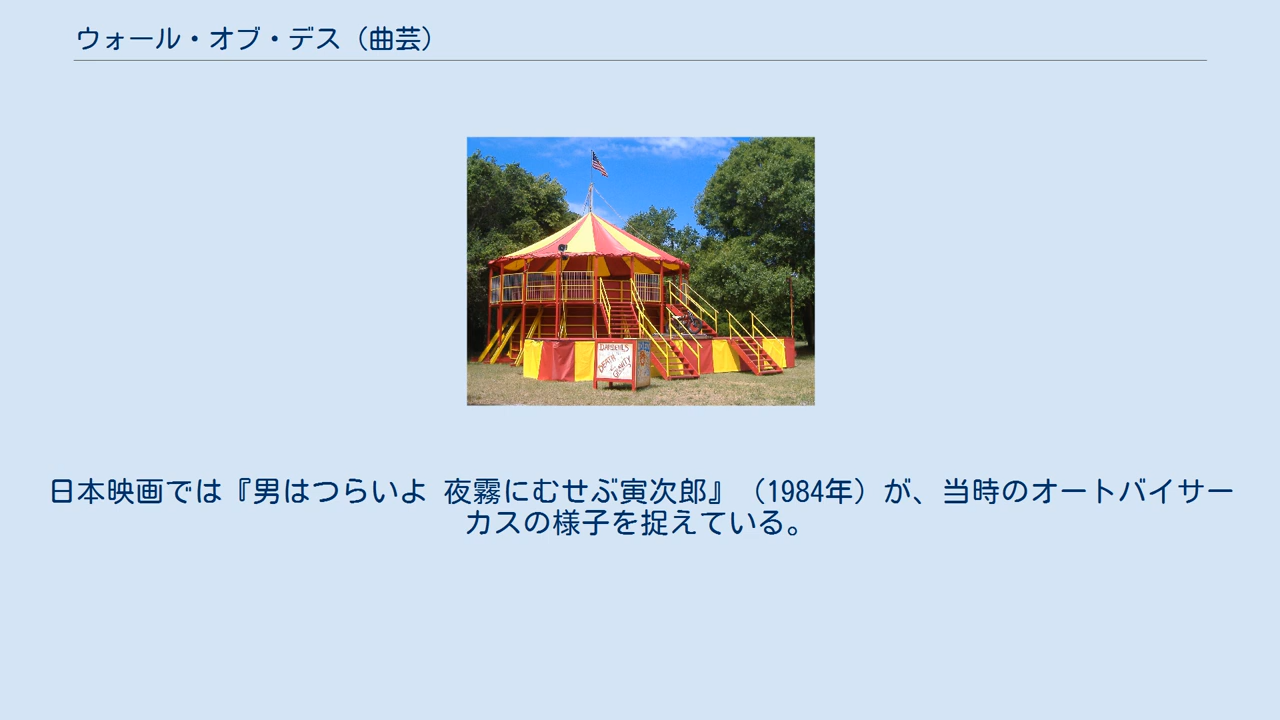 ウォール・オブ・デス（曲芸）
DEATH
GRAVITY
日本映画では『男はつらいよ 夜霧にむせぶ寅次郎』（1984年）が、当時のオートバイサー
カスの様子を捉えている。